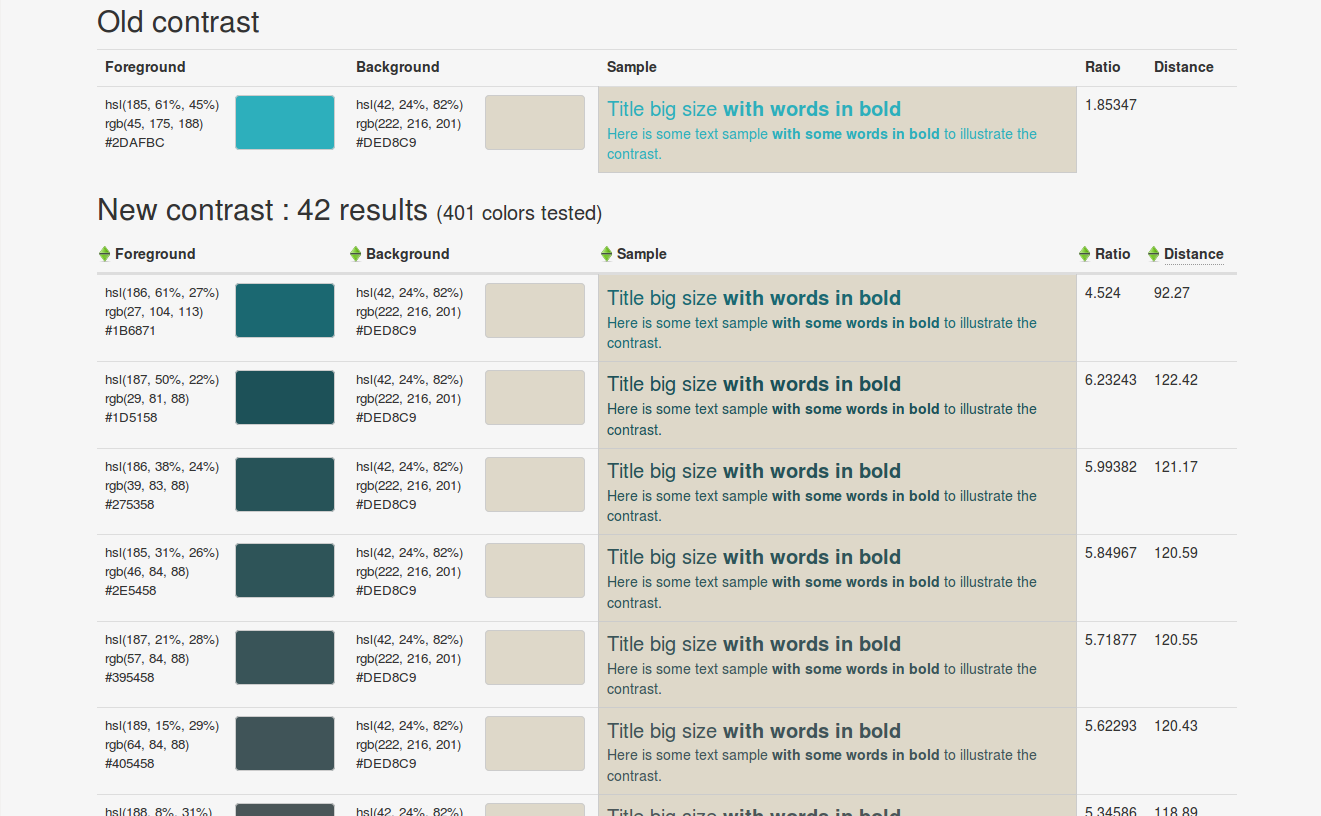 Old contrast
Foreground Background Sample Ratio Distance
hsl(185, 61%, 45%) hsl(42, 24%, 82%) Title big size with words in bold 1.85347
rgb(45, 175, 188) rgb(222, 216, 201) Here is some text sample with some words in bold to illustrate the
#2DAFBC #DED8C9 contrast.
New contrast : 42 results (401 colors tested)
Foreground Background Sample Ratio Distance
hsl(186, 61%, 27%) hsl(42, 24%, 82%) Title big size with words in bold 4.524 92.27
rgb(27, 104, 113) rgb(222, 216, 201) Here is some text sample with some words in bold to illustrate the
#1B6871 #DED8C9 contrast.
hsl(187, 50%, 22%) hsl(42, 24%, 82%) Title big size with words in bold 6.23243 122.42
rgb(29, 81, 88) rgb(222, 216, 201) Here is some text sample with some words in bold to illustrate the
#1D5158 #DED8C9 contrast.
hsl(186, 38%, 24%) hsl(42, 24%, 82%) Title big size with words in bold 5.99382 121.17
rgb(39, 83, 88) rgb(222, 216, 201) Here is some text sample with some words in bold to illustrate the
#275358 #DED8C9 contrast.
hsl(185, 31%, 26%) hsl(42, 24%, 82%) Title big size with words in bold 5.84967 120.59
rgb(46, 84, 88) rgb(222, 216, 201) Here is some text sample with some words in bold to illustrate the
#2E5458 #DED8C9 contrast.
hsl(187, 21%, 28%) hsl(42, 24%, 82%) Title big size with words in bold 5.71877 120.55
rgb(57, 84, 88) rgb(222, 216, 201) Here is some text sample with some words in bold to illustrate the
#395458 #DED8C9 contrast.
hsl(189, 15%, 29%) hsl(42, 24%, 82%) Title big size with words in bold 5.62293 120.43
rgb(64, 84, 88) rgb(222, 216, 201) Here is some text sample with some words in bold to illustrate the
#405458 #DED8C9 contrast.
hsl(188, 8%, 31%) hsl(42, 24%, 82%) Title big size with words in bold 5.34586 118.89